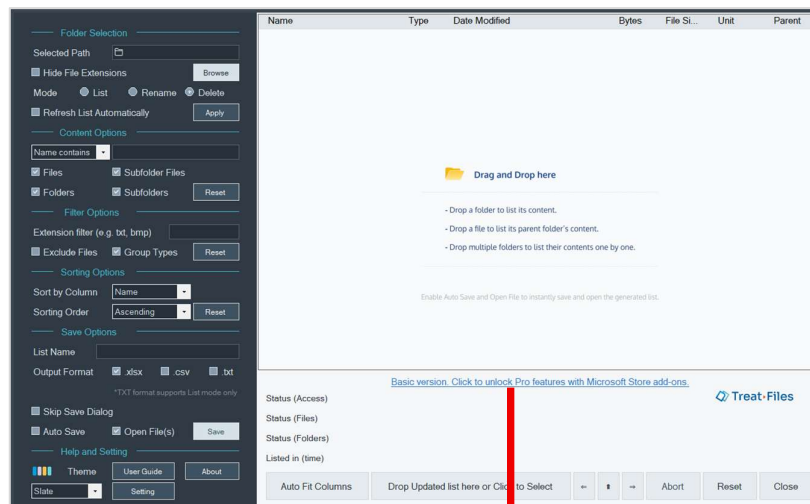 Folder Selection
Selected Path
Hide File Extensions
Browse
Mode
List
Rename
Delete
Refresh List Automatically
Apply
Content Options
Name contains
Files
Subfolder Files
Folders
Subfolders
Reset
Filter Options
Extension filter (e.g. txt, bmp)
Exclude Files
Group Types
Reset
Sorting Options
Sort by Column
Name
Sorting Order
Ascending
Reset
Save Options
List Name
Output Format
.xlsx
.csv
.txt
*TXT format supports List mode only
Skip Save Dialog
Auto Save
Open File(s)
Save
Help and Setting
Theme
User Guide
About
Slate
Setting
Name Type Date Modified Bytes File Si... Unit Parent
Drag and Drop here
- Drop a folder to list its content.
- Drop a file to list its parent folder's content.
- Drop multiple folders to list their contents one by one.
Enable Auto Save and Open File to instantly save and open the generated list.
Basic version. Click to unlock Pro features with Microsoft Store add-ons.
Status (Access)
Treat-Files
Status (Files)
Status (Folders)
Listed in (time)
Auto Fit Columns
Drop Updated list here or to Select
Abort
Reset
Close